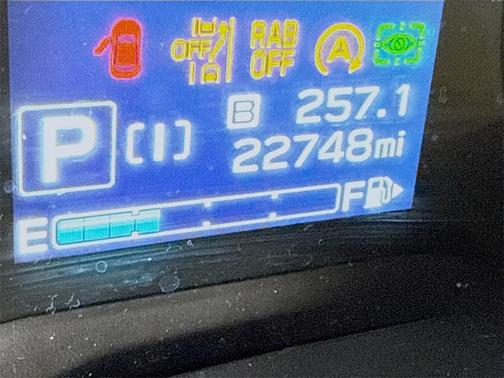 OFF RAB OFF A
B 257.1
P (I) 22748mi
E F